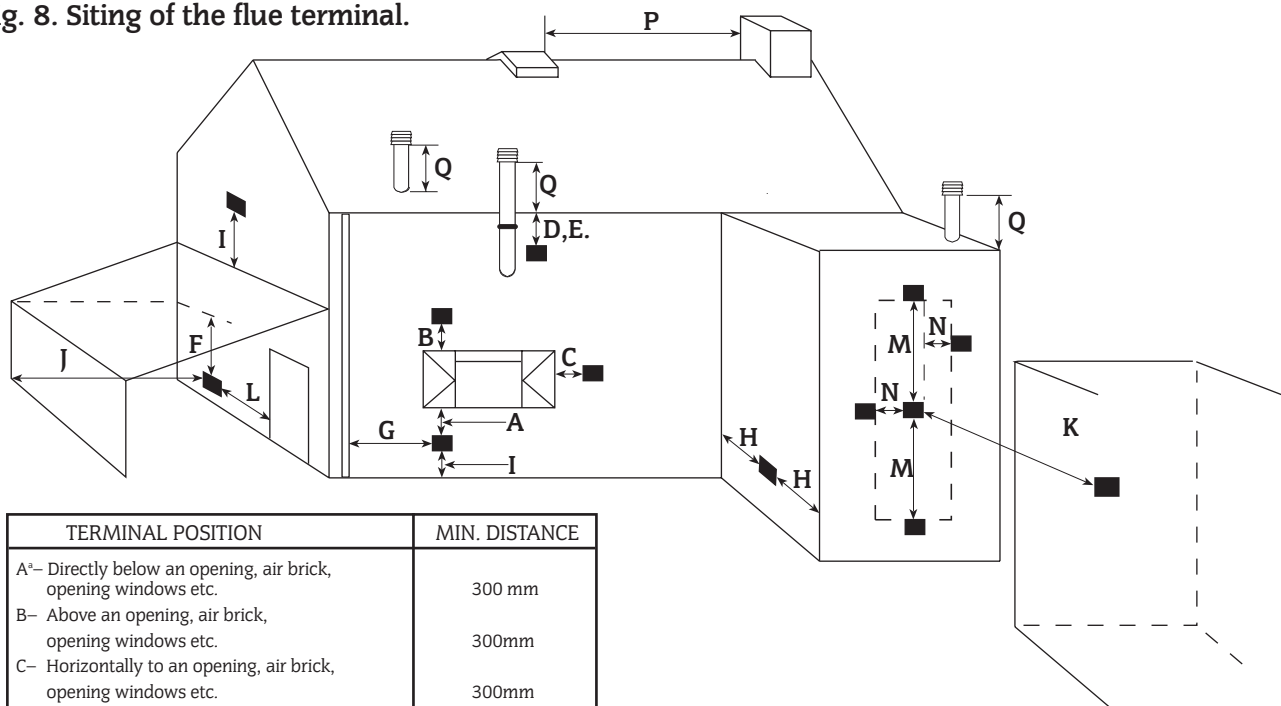 g. 8. Siting of the flue terminal.
P
Q
Q
Q
D,E.
I
B
C
F
J
L
M
N
N
A
G
K
H
I
M
H
TERMINAL POSITION MIN. DISTANCE
Aª– Directly below an opening, air brick,
opening windows etc. 300 mm
B– Above an opening, air brick,
opening windows etc. 300mm
C– Horizontally to an opening, air brick,
opening windows etc. 300mm